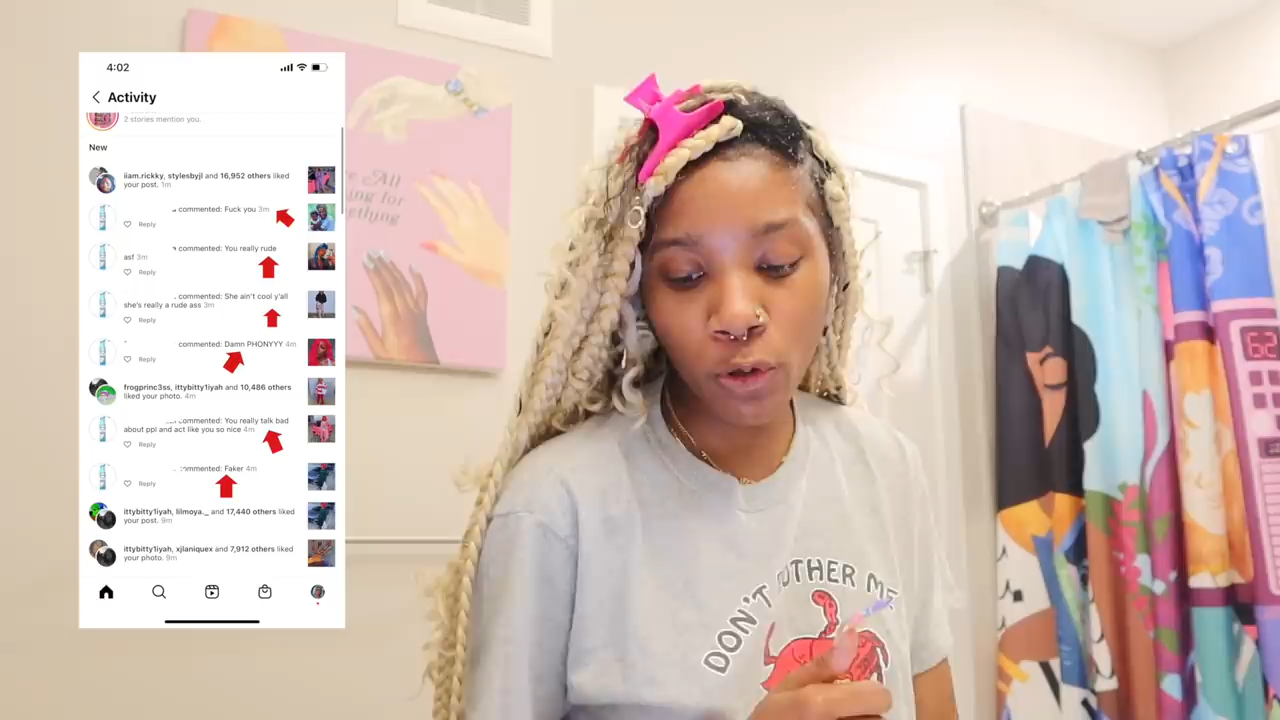 4:02
Activity
2 stories mention you.
New
iiam.rickky, stylesbyjl and 16,952 others liked
your post. 1m
commented: Fuck you 3m
Reply
commented: You really rude
asf 3m
Reply
commented: She ain't cool y'all
she's really a rude ass 3m
Reply
commented: Damn PHONYYY 4m
Reply
frogprinc3ss, ittybitty1iyah and 10,486 others
liked your photo. 4m
commented: You really talk bad
about ppl and act like you so nice 4m
Reply
commented: Faker 4m
Reply
ittybitty1iyah, lilmoya._ and 17,440 others liked
your post. 9m
ittybitty1iyah, xjlaniquex and 7,912 others liked
your photo. 9m
All
ing for
ething
DON'T
ME
62